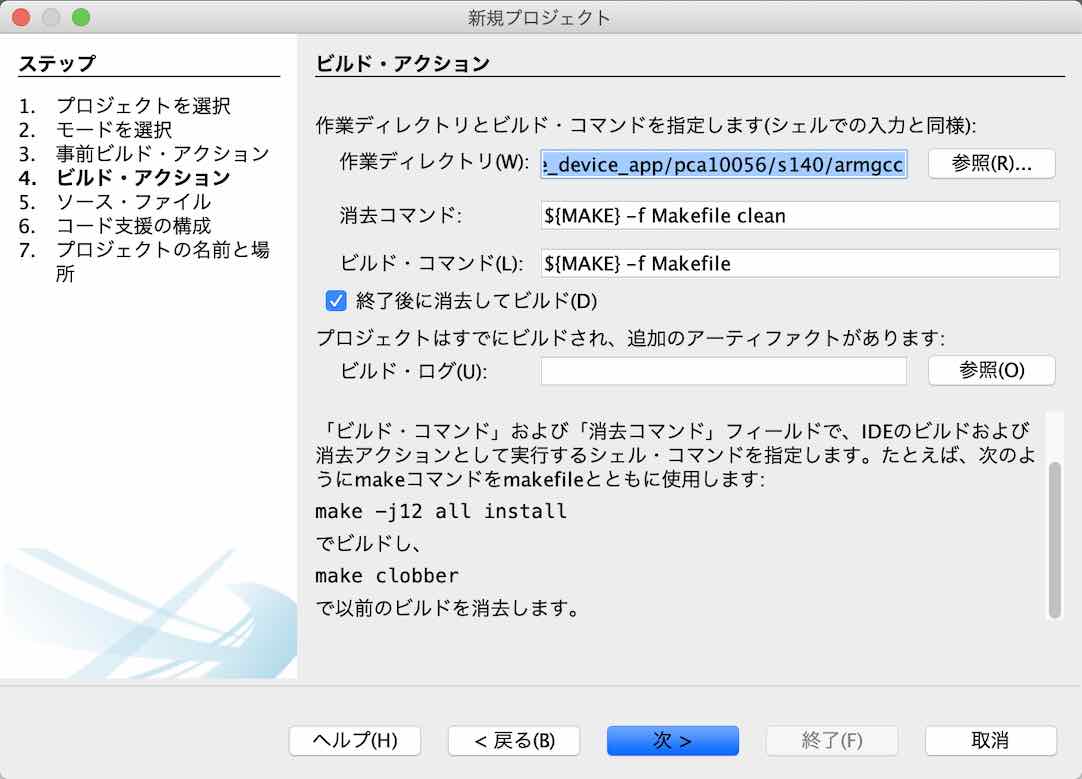 新規プロジェクト
ステップ
1. プロジェクトを選択
2. モードを選択
3. 事前ビルド・アクション
4. ビルド・アクション
5. ソース・ファイル
6. コード支援の構成
7. プロジェクトの名前と場
所
ビルド・アクション
作業ディレクトリとビルド・コマンドを指定します(シェルでの入力と同様):
作業ディレクトリ(W): _device_app/pca10056/s140/armgcc 参照(R)...
消去コマンド: ${MAKE} -f Makefile clean
ビルド・コマンド(L): ${MAKE} -f Makefile
終了後に消去してビルド(D)
プロジェクトはすでにビルドされ、追加のアーティファクトがあります:
ビルド・ログ(U): 参照(O)
「ビルド・コマンド」および「消去コマンド」フィールドで、IDEのビルドおよび
消去アクションとして実行するシェル・コマンドを指定します。たとえば、次のよ
うにmakeコマンドをmakefileとともに使用します:
make -j12 all install
でビルドし、
make clobber
で以前のビルドを消去します。
ヘルプ(H) < 戻る(B) 次 > 終了(F) 取消